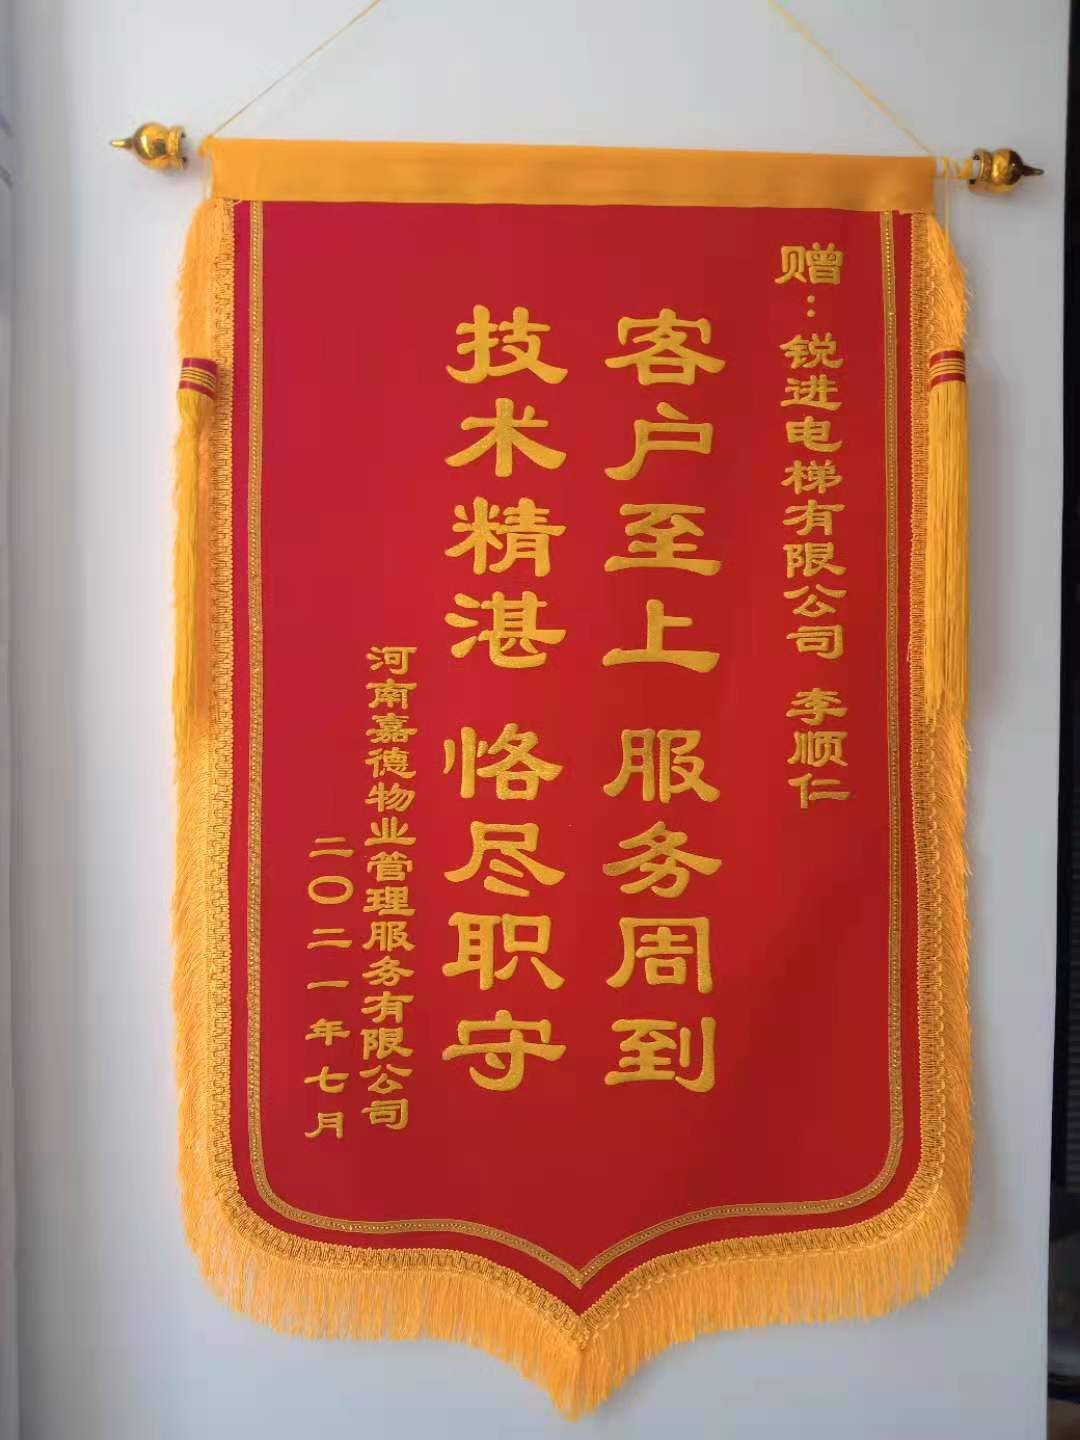 赠：锐进电梯有限公司 李顺仁
客户至上 服务周到
技术精湛 恪尽职守
河南嘉德物业管理服务有限公司
二〇二一年七月